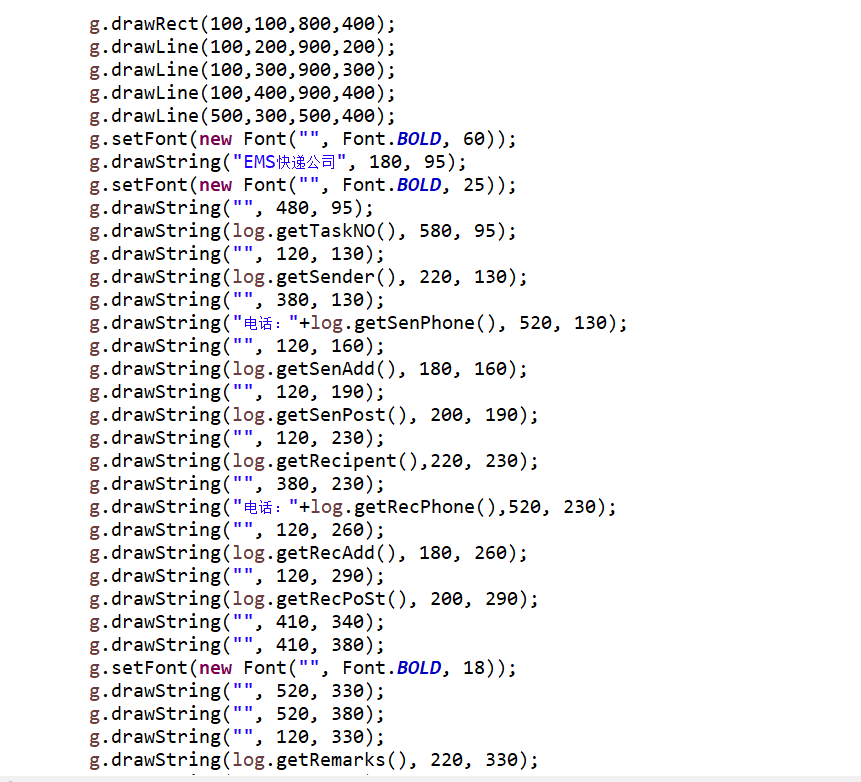 g.drawRect(100,100,800,400);
g.drawLine(100,200,900,200);
g.drawLine(100,300,900,300);
g.drawLine(100,400,900,400);
g.drawLine(500,300,500,400);
g.setFont(new Font("", Font.BOLD, 60));
g.drawString("EMS快递公司", 180, 95);
g.setFont(new Font("", Font.BOLD, 25));
g.drawString("", 480, 95);
g.drawString(log.getTaskNO(), 580, 95);
g.drawString("", 120, 130);
g.drawString(log.getSender(), 220, 130);
g.drawString("", 380, 130);
g.drawString("电话："+log.getSenPhone(), 520, 130);
g.drawString("", 120, 160);
g.drawString(log.getSenAdd(), 180, 160);
g.drawString("", 120, 190);
g.drawString(log.getSenPost(), 200, 190);
g.drawString("", 120, 230);
g.drawString(log.getRecipent(),220, 230);
g.drawString("", 380, 230);
g.drawString("电话："+log.getRecPhone(),520, 230);
g.drawString("", 120, 260);
g.drawString(log.getRecAdd(), 180, 260);
g.drawString("", 120, 290);
g.drawString(log.getRecPoSt(), 200, 290);
g.drawString("", 410, 340);
g.drawString("", 410, 380);
g.setFont(new Font("", Font.BOLD, 18));
g.drawString("", 520, 330);
g.drawString("", 520, 380);
g.drawString("", 120, 330);
g.drawString(log.getRemarks(), 220, 330);